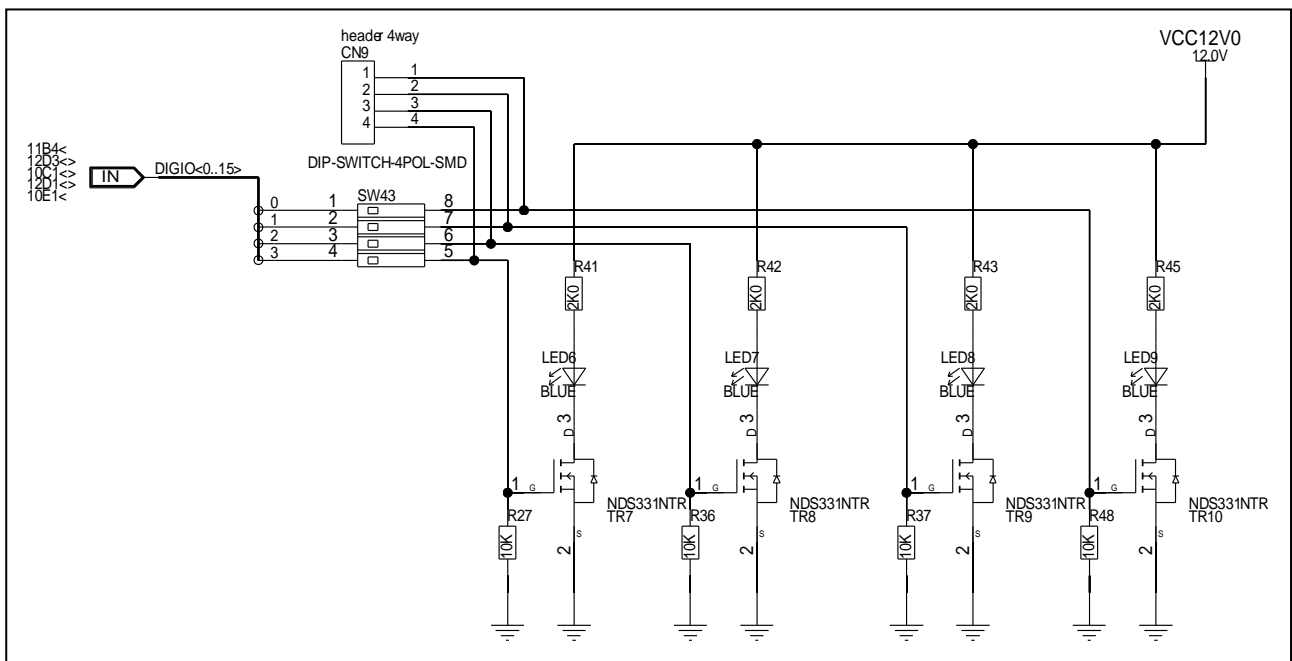 header 4way
CN9
VCC12V0
12.0V
1 1
2 2
3 3
4 4
11B4<
12D3<>
10C1<>
12D1<>
10E1<
IN
DIGIO<0..15>
DIP-SWITCH-4POL-SMD
SW43
0 1 8
1 2 7
2 3 6
3 4 5
R41 R42 R43 R45
2K0 2K0 2K0 2K0
LED6 LED7 LED8 LED9
BLUE BLUE BLUE BLUE
3 3 3 3
D D D D
1 G 1 G 1 G 1 G
NDS331NTR NDS331NTR NDS331NTR NDS331NTR
R27 TR7 R36 TR8 R37 TR9 R48 TR10
10K 10K 10K 10K
S S S S
2 2 2 2